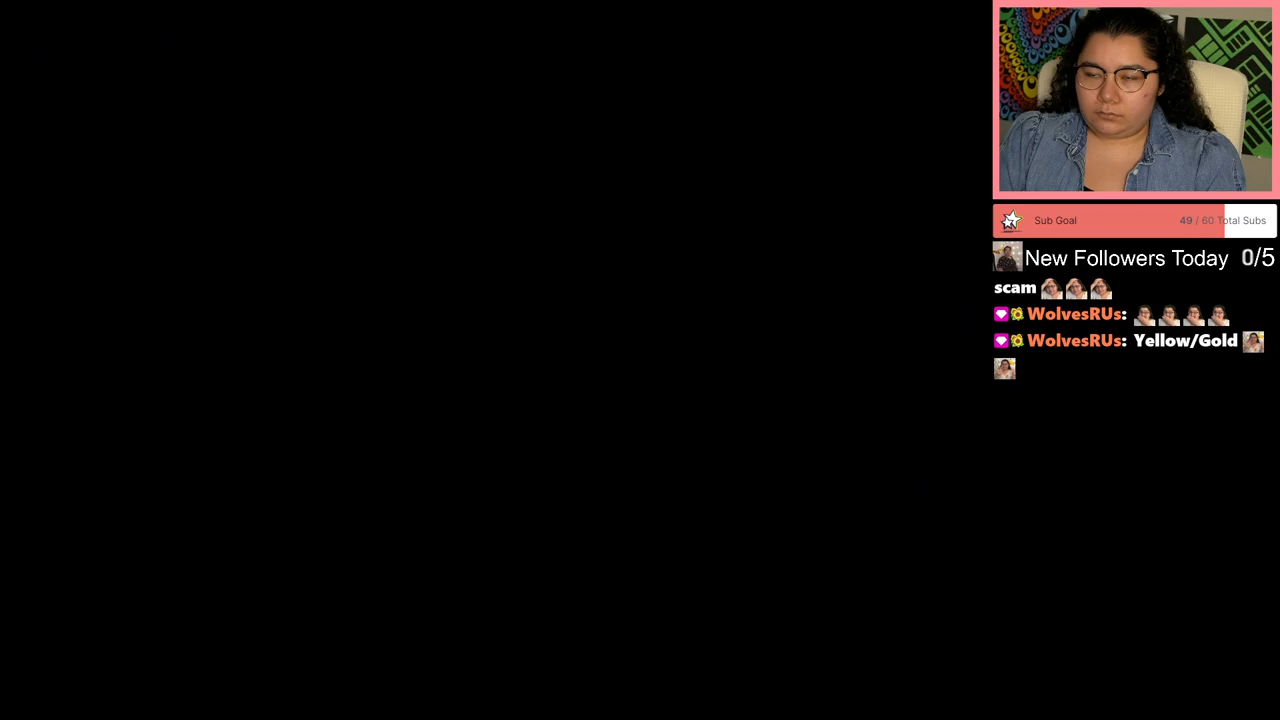 Sub Goal 49 / 60 Total Subs
New Followers Today 0/5
scam
WolvesRUs:
WolvesRUs: Yellow/Gold